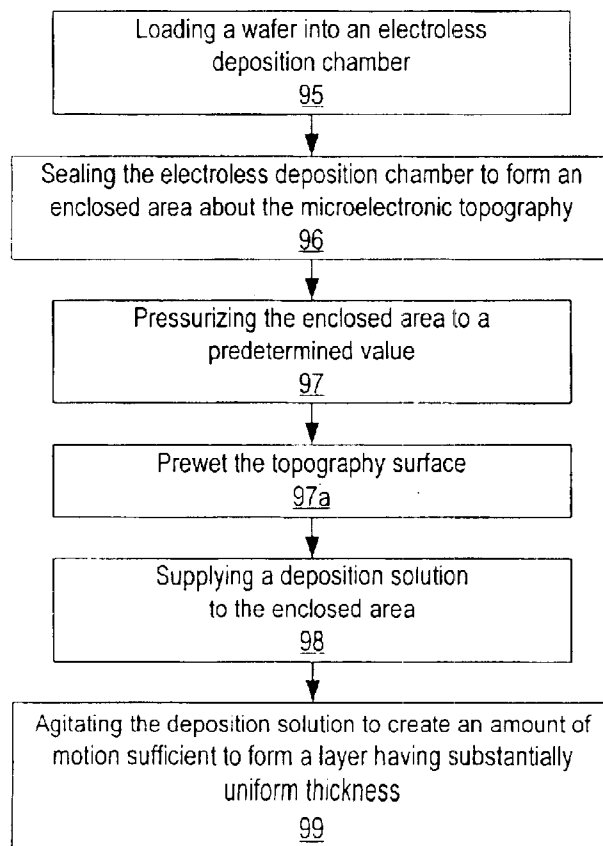 Loading a wafer into an electroless
deposition chamber
95
Sealing the electroless deposition chamber to form an
enclosed area about the microelectronic topography
96
Pressurizing the enclosed area to a
predetermined value
97
Prewet the topography surface
97a
Supplying a deposition solution
to the enclosed area
98
Agitating the deposition solution to create an amount of
motion sufficient to form a layer having substantially
uniform thickness
99